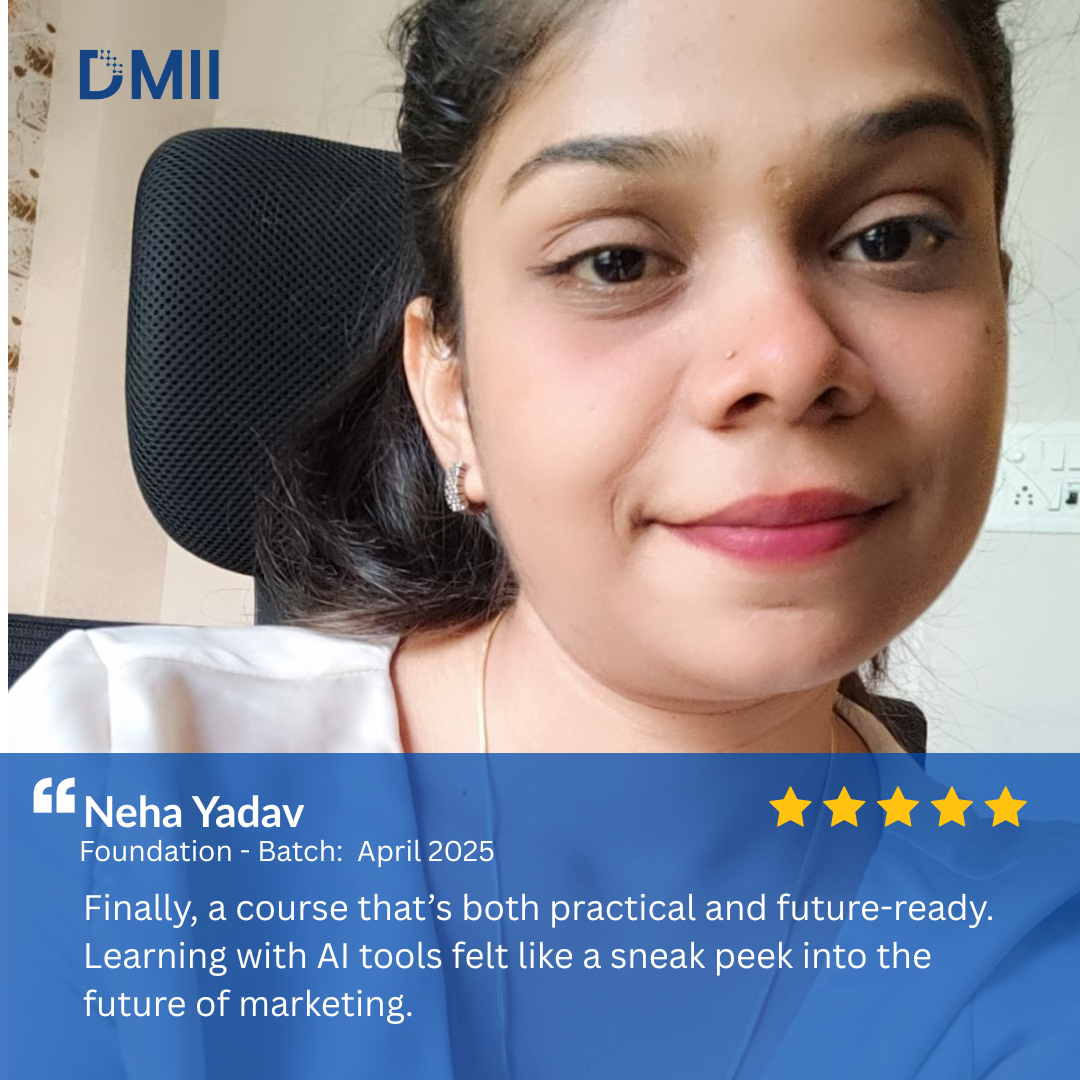 DMII
“ Neha Yadav
Foundation - Batch: April 2025
Finally, a course that’s both practical and future-ready.
Learning with AI tools felt like a sneak peek into the
future of marketing.